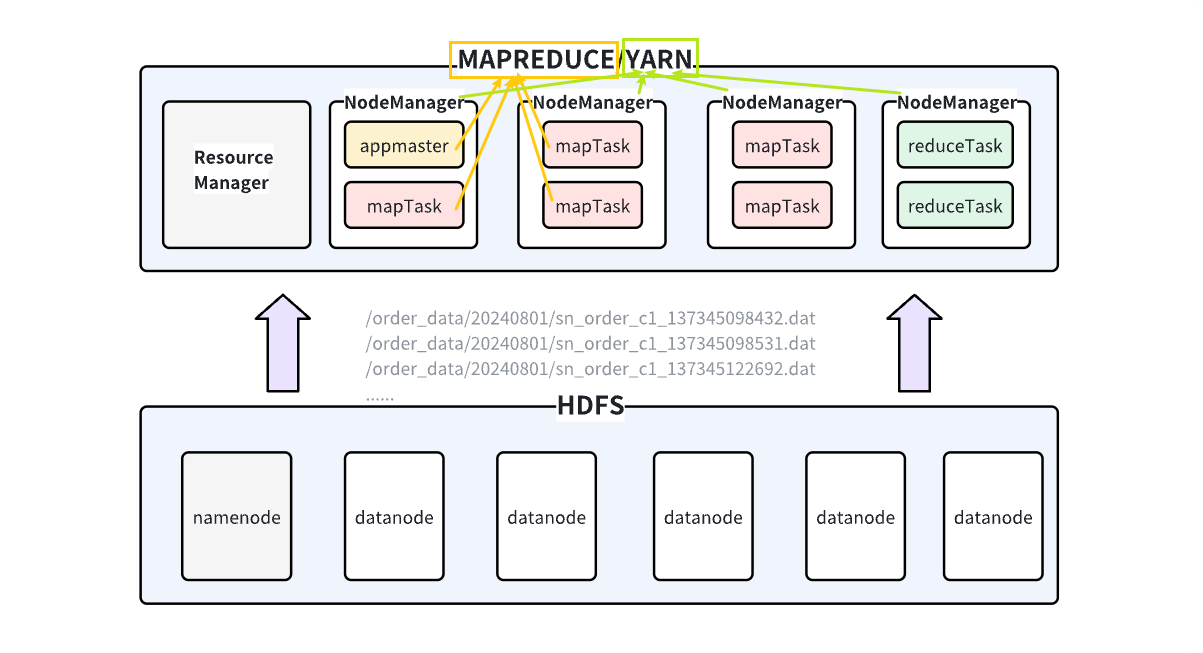 MAPREDUCE/YARN
NodeManager NodeManager NodeManager NodeManager
Resource
Manager
appmaster mapTask mapTask reduceTask
mapTask mapTask mapTask reduceTask
/order_data/20240801/sn_order_c1_137345098432.dat
/order_data/20240801/sn_order_c1_137345098531.dat
/order_data/20240801/sn_order_c1_137345122692.dat
......
HDFS
namenode datanode datanode datanode datanode datanode